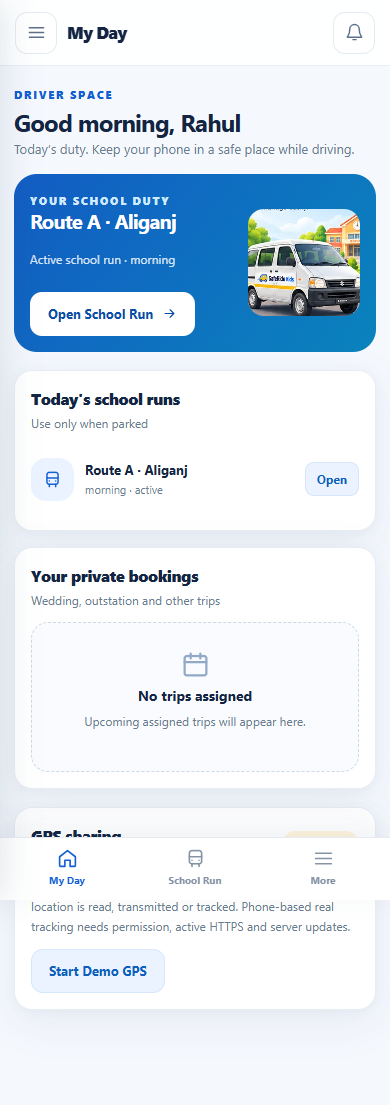 My Day
DRIVER SPACE
Good morning, Rahul
Today's duty. Keep your phone in a safe place while driving.
YOUR SCHOOL DUTY
Route A · Aliganj
Active school run · morning
Open School Run →
SafeRide Kids
Today's school runs
Use only when parked
Route A · Aliganj
morning · active
Open
Your private bookings
Wedding, outstation and other trips
No trips assigned
Upcoming assigned trips will appear here.
GPS sharing
My Day
School Run
More
location is read, transmitted or tracked. Phone-based real
tracking needs permission, active HTTPS and server updates.
Start Demo GPS